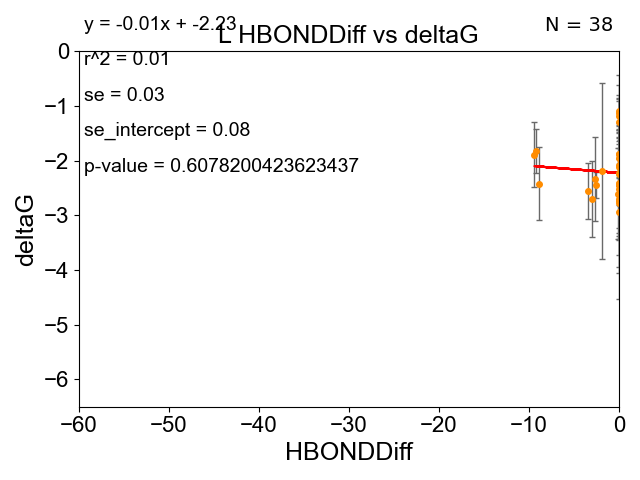 y = -0.01x + -2.23
N = 38
L HBONDDiff vs deltaG
r^2 = 0.01
se = 0.03
se_intercept = 0.08
p-value = 0.6078200423623437
deltaG
0
−1
−2
−3
−4
−5
−6
−60 −50 −40 −30 −20 −10 0
HBONDDiff